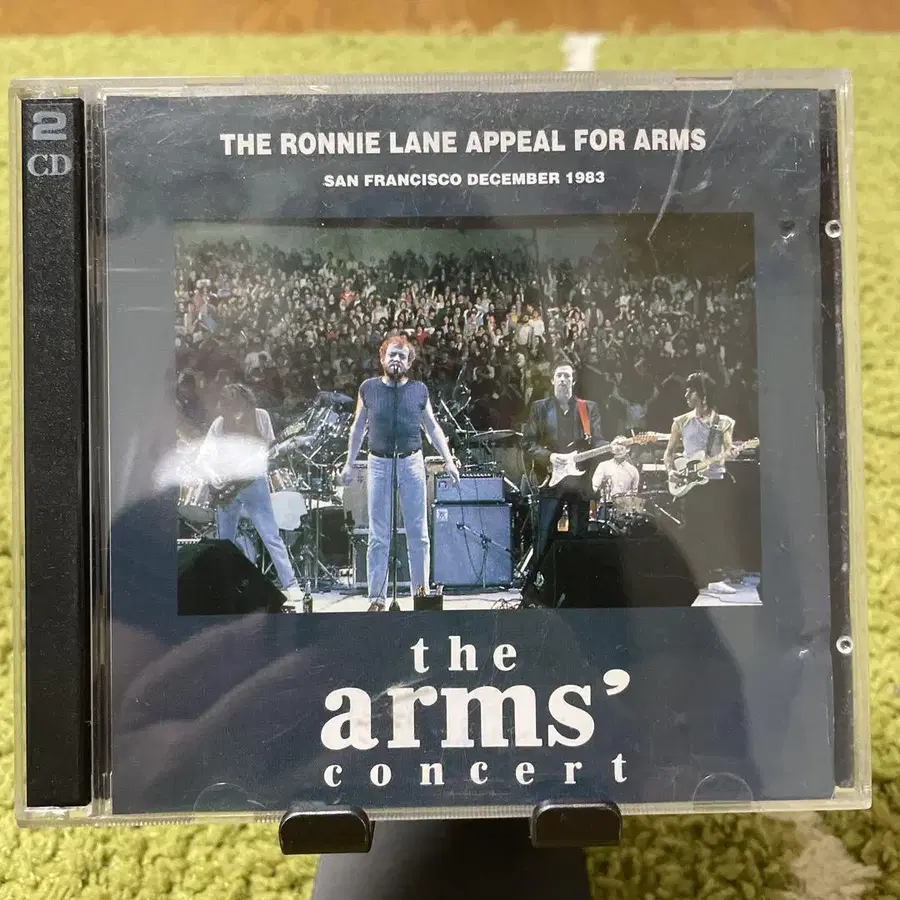 2
CD
THE RONNIE LANE APPEAL FOR ARMS
SAN FRANCISCO DECEMBER 1983
the
arms’
concert